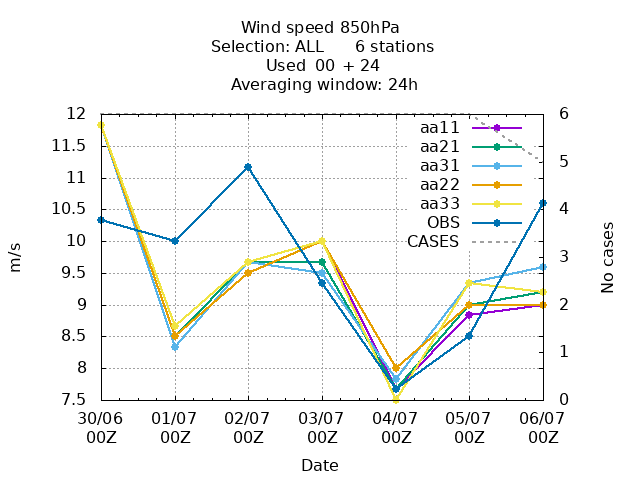 Wind speed 850hPa
Selection: ALL 6 stations
Used 00 + 24
Averaging window: 24h
12
11.5
11
10.5
10
9.5
9
8.5
8
7.5
m/s
6
5
4
3
2
1
0
No cases
aa11
aa21
aa31
aa22
aa33
OBS
CASES
30/06 01/07 02/07 03/07 04/07 05/07 06/07
00Z 00Z 00Z 00Z 00Z 00Z 00Z
Date